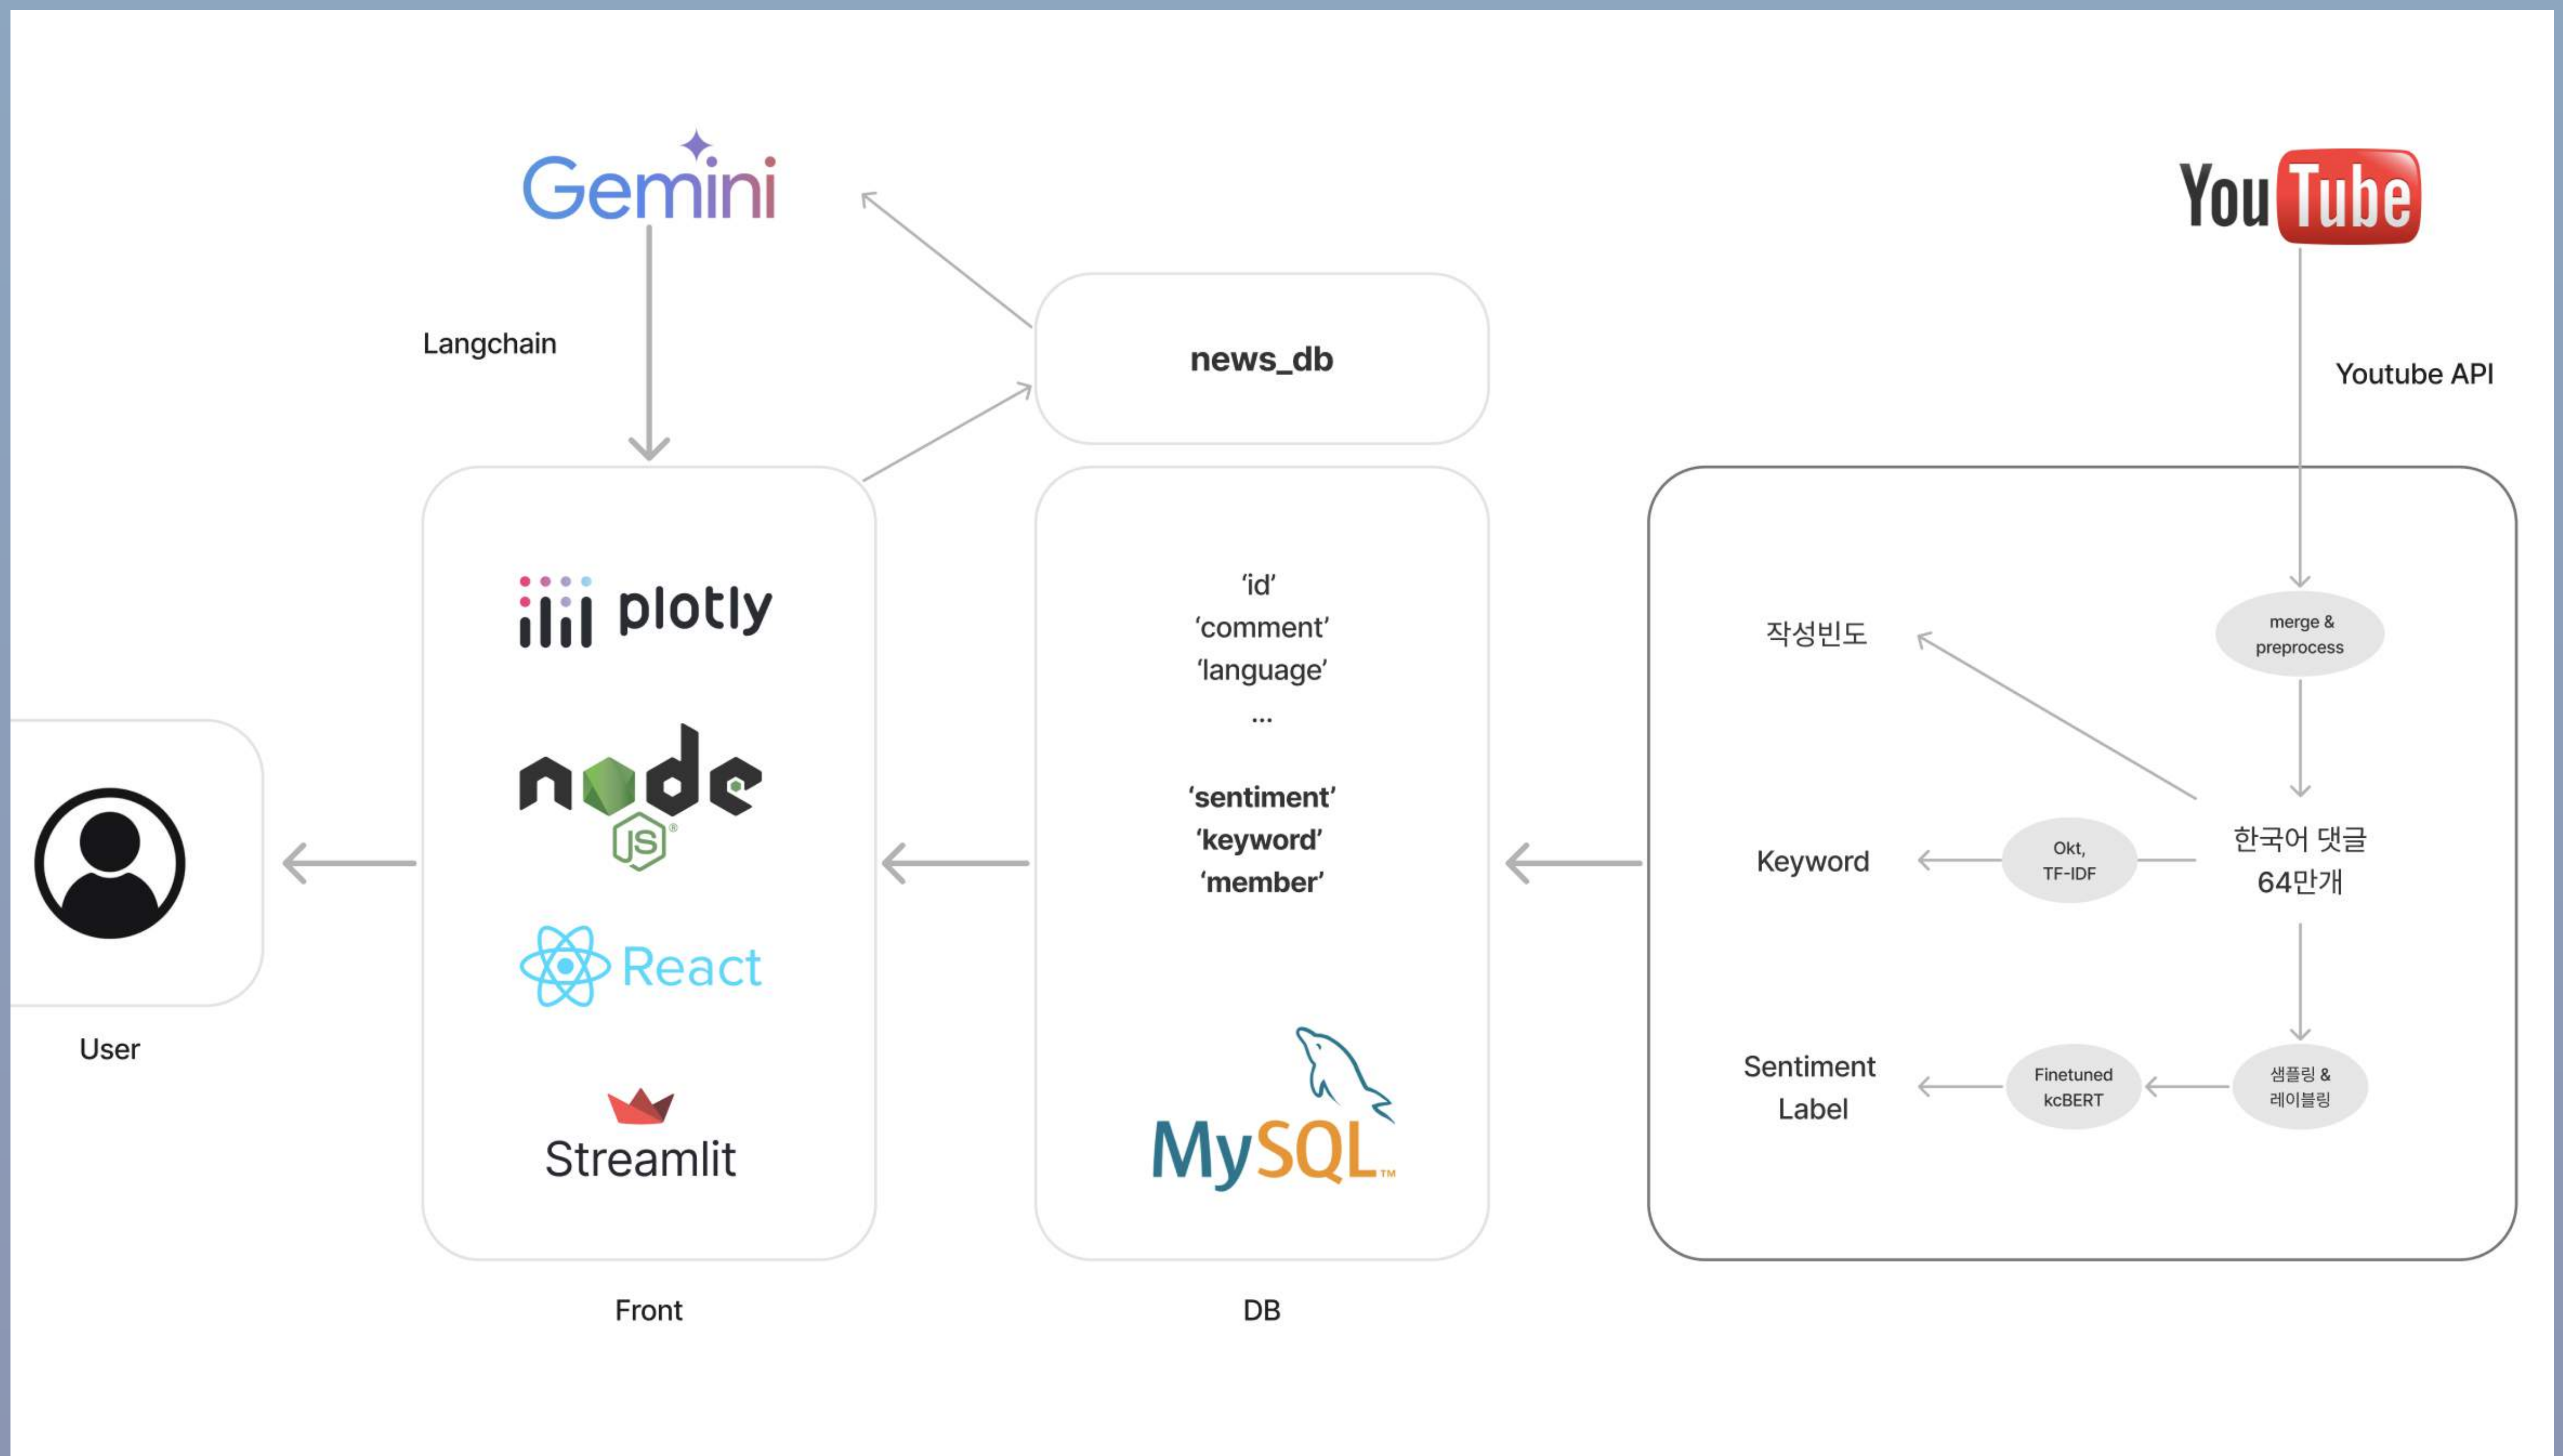 Gemini
Langchain
plotly
node
JS®
React
Streamlit
Front
User
news_db
‘id’
‘comment’
‘language’
...
‘sentiment’
‘keyword’
‘member’
MySQL™
DB
YouTube
Youtube API
merge &
preprocess
한국어 댓글
64만개
작성빈도
Keyword
Okt,
TF-IDF
Sentiment
Label
Finetuned
kcBERT
샘플링 &
레이블링